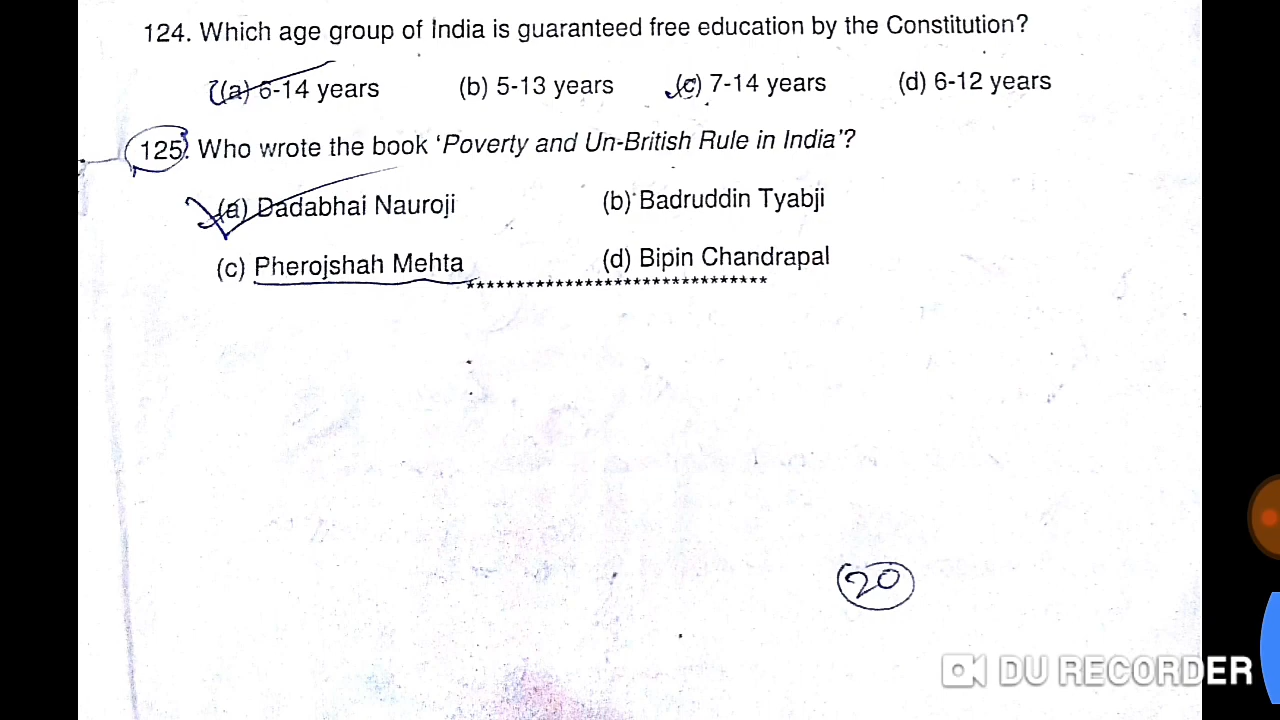 124. Which age group of India is guaranteed free education by the Constitution?
(a) 6-14 years (b) 5-13 years (c) 7-14 years (d) 6-12 years
125. Who wrote the book ‘Poverty and Un-British Rule in India’?
(a) Dadabhai Nauroji (b) Badruddin Tyabji
(c) Pherojshah Mehta (d) Bipin Chandrapal
******************************
20
DU RECORDER